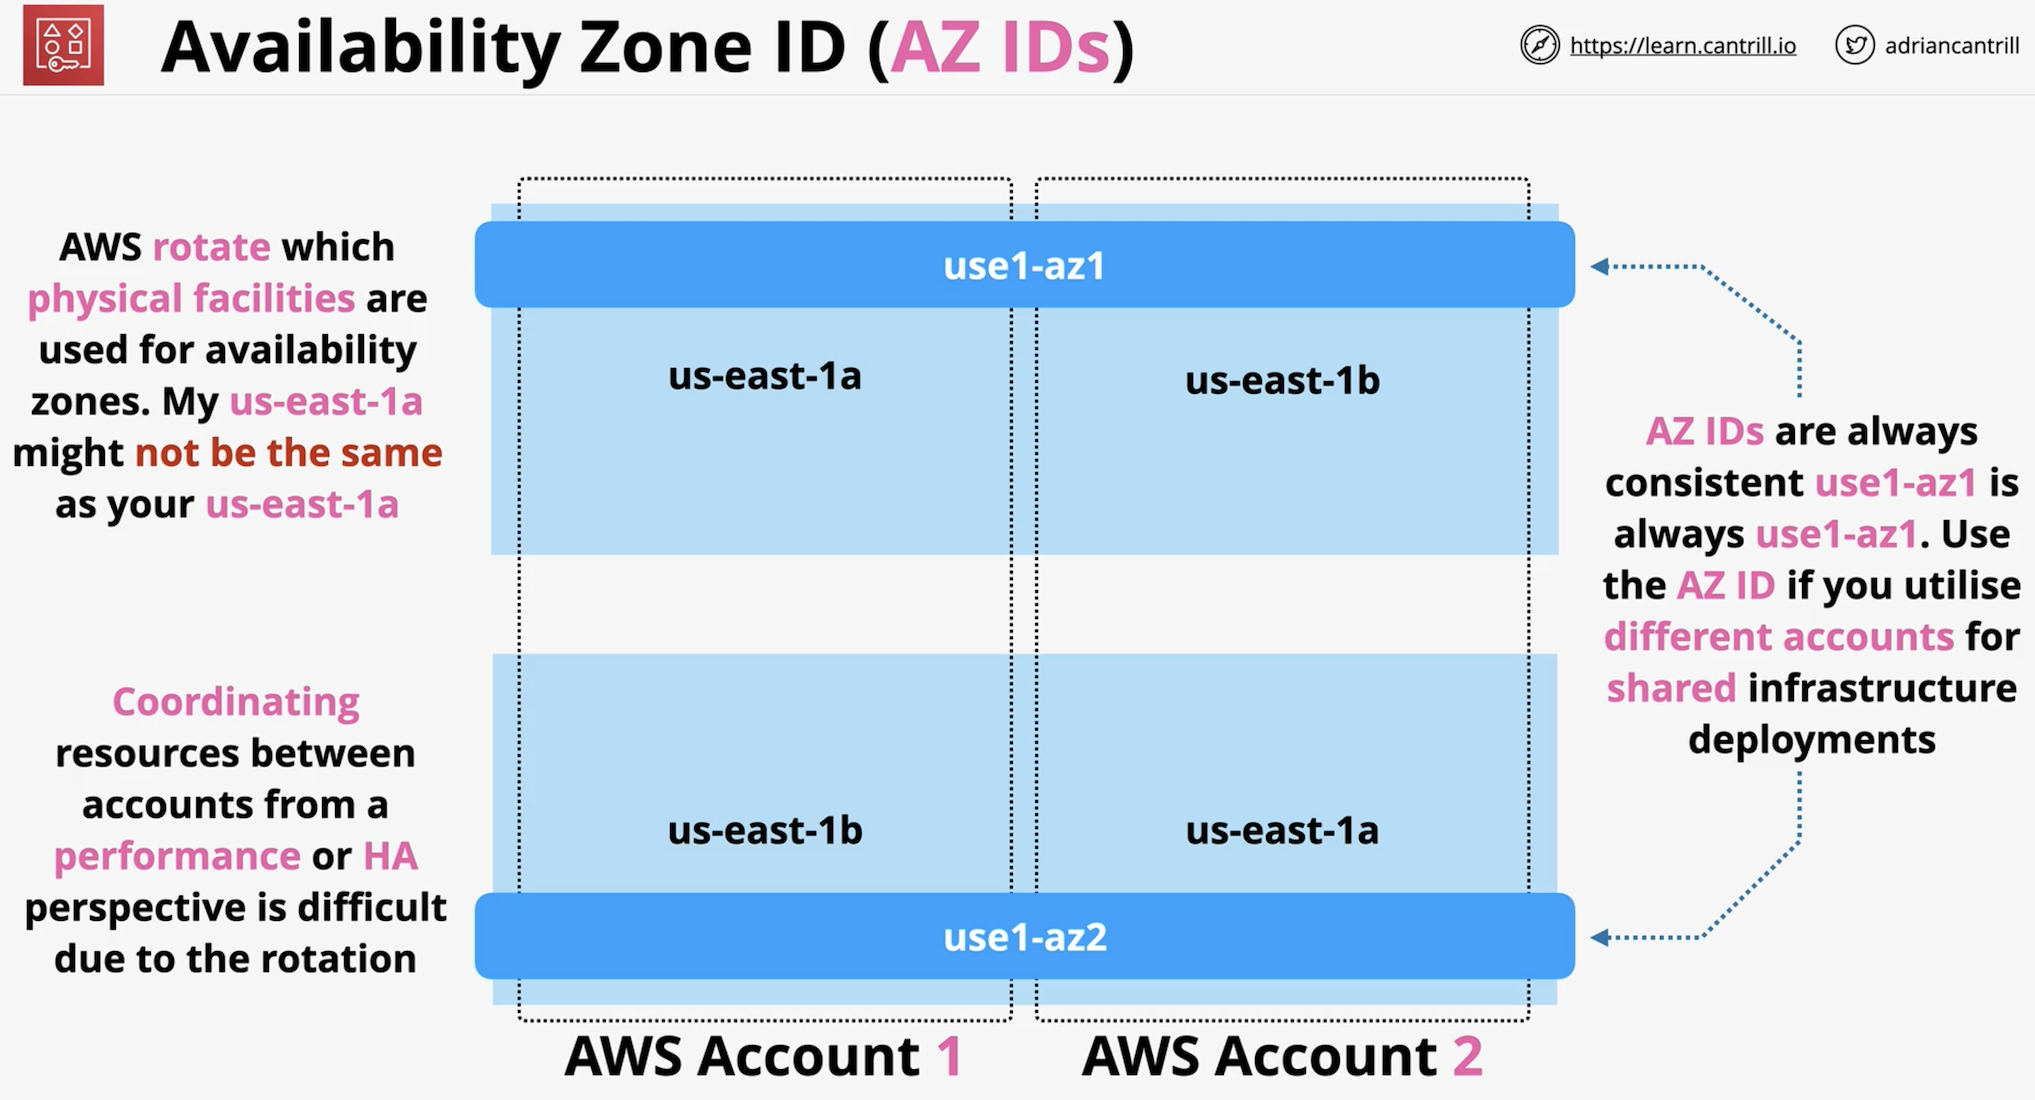 Availability Zone ID (AZ IDs)
https://learn.cantrill.io
adriancantrill
AWS rotate which
physical facilities are
used for availability
zones. My us-east-1a
might not be the same
as your us-east-1a
Coordinating
resources between
accounts from a
performance or HA
perspective is difficult
due to the rotation
use1-az1
us-east-1a
us-east-1b
us-east-1b
us-east-1a
use1-az2
AWS Account 1
AWS Account 2
AZ IDs are always
consistent use1-az1 is
always use1-az1. Use
the AZ ID if you utilise
different accounts for
shared infrastructure
deployments